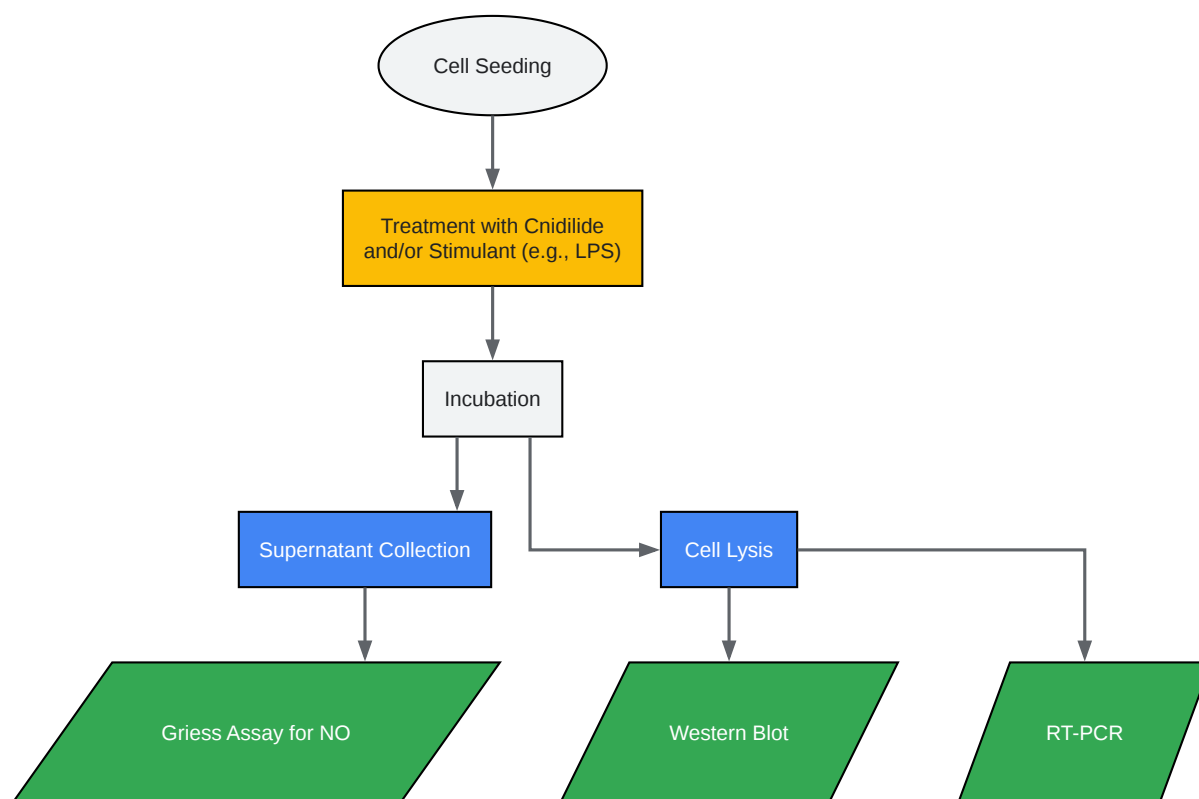 Cell Seeding
Treatment with Cnidilide
and/or Stimulant (e.g., LPS)
Incubation
Supernatant Collection
Cell Lysis
Griess Assay for NO
Western Blot
RT-PCR